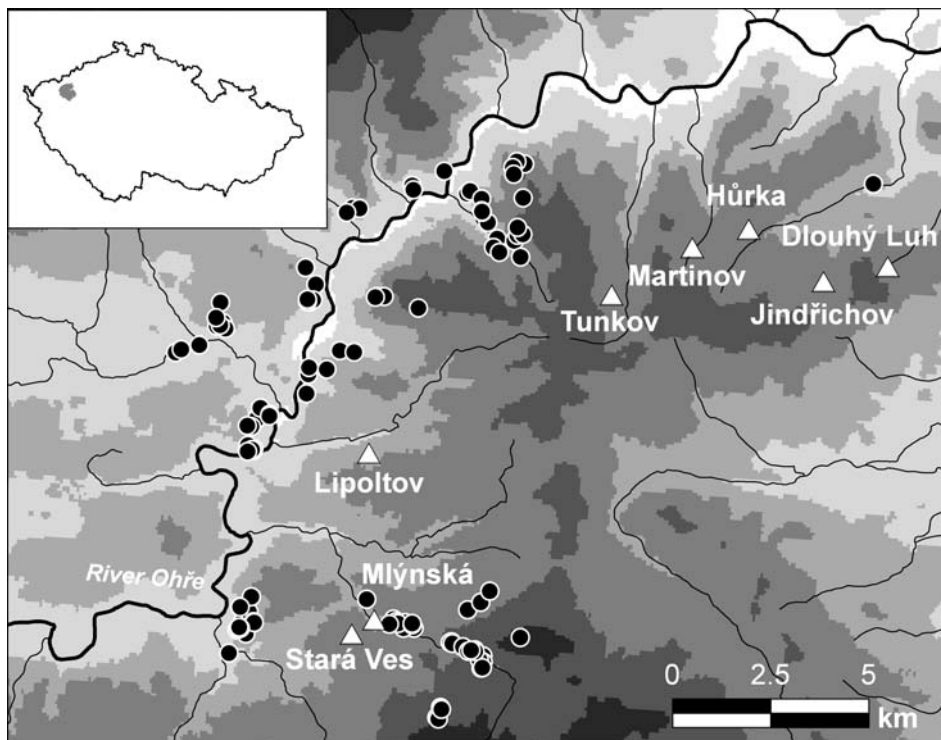 Hůrka
Dlouhý Luh
Martinov
Tunkov
Jindřichov
Lipoltov
River Ohře
Mlýnská
Stará Ves
0 2.5 5
km